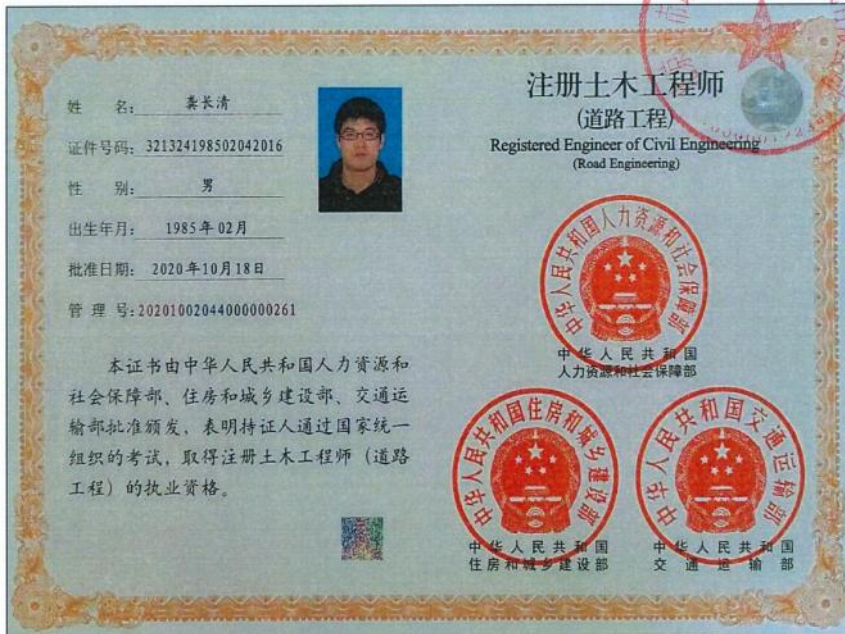 姓 名: 龚长清
证件号码: 321324198502042016
性 别: 男
出生年月: 1985年02月
批准日期: 2020年10月18日
管 理 号:20201002044000000261
本证书由中华人民共和国人力资源和
社会保障部、住房和城乡建设部、交通运
输部批准颁发，表明持证人通过国家统一
组织的考试，取得注册土木工程师（道路
工程）的执业资格。
注册土木工程师
(道路工程)
Registered Engineer of Civil Engineering
(Road Engineering)
中华人民共和国人力资源和社会保障部
中华人民共和国
人力资源和社会保障部
中华人民共和国住房和城乡建设部
中华人民共和国
住房和城乡建设部
中华人民共和国交通运输部
中华人民共和国
交通运输部